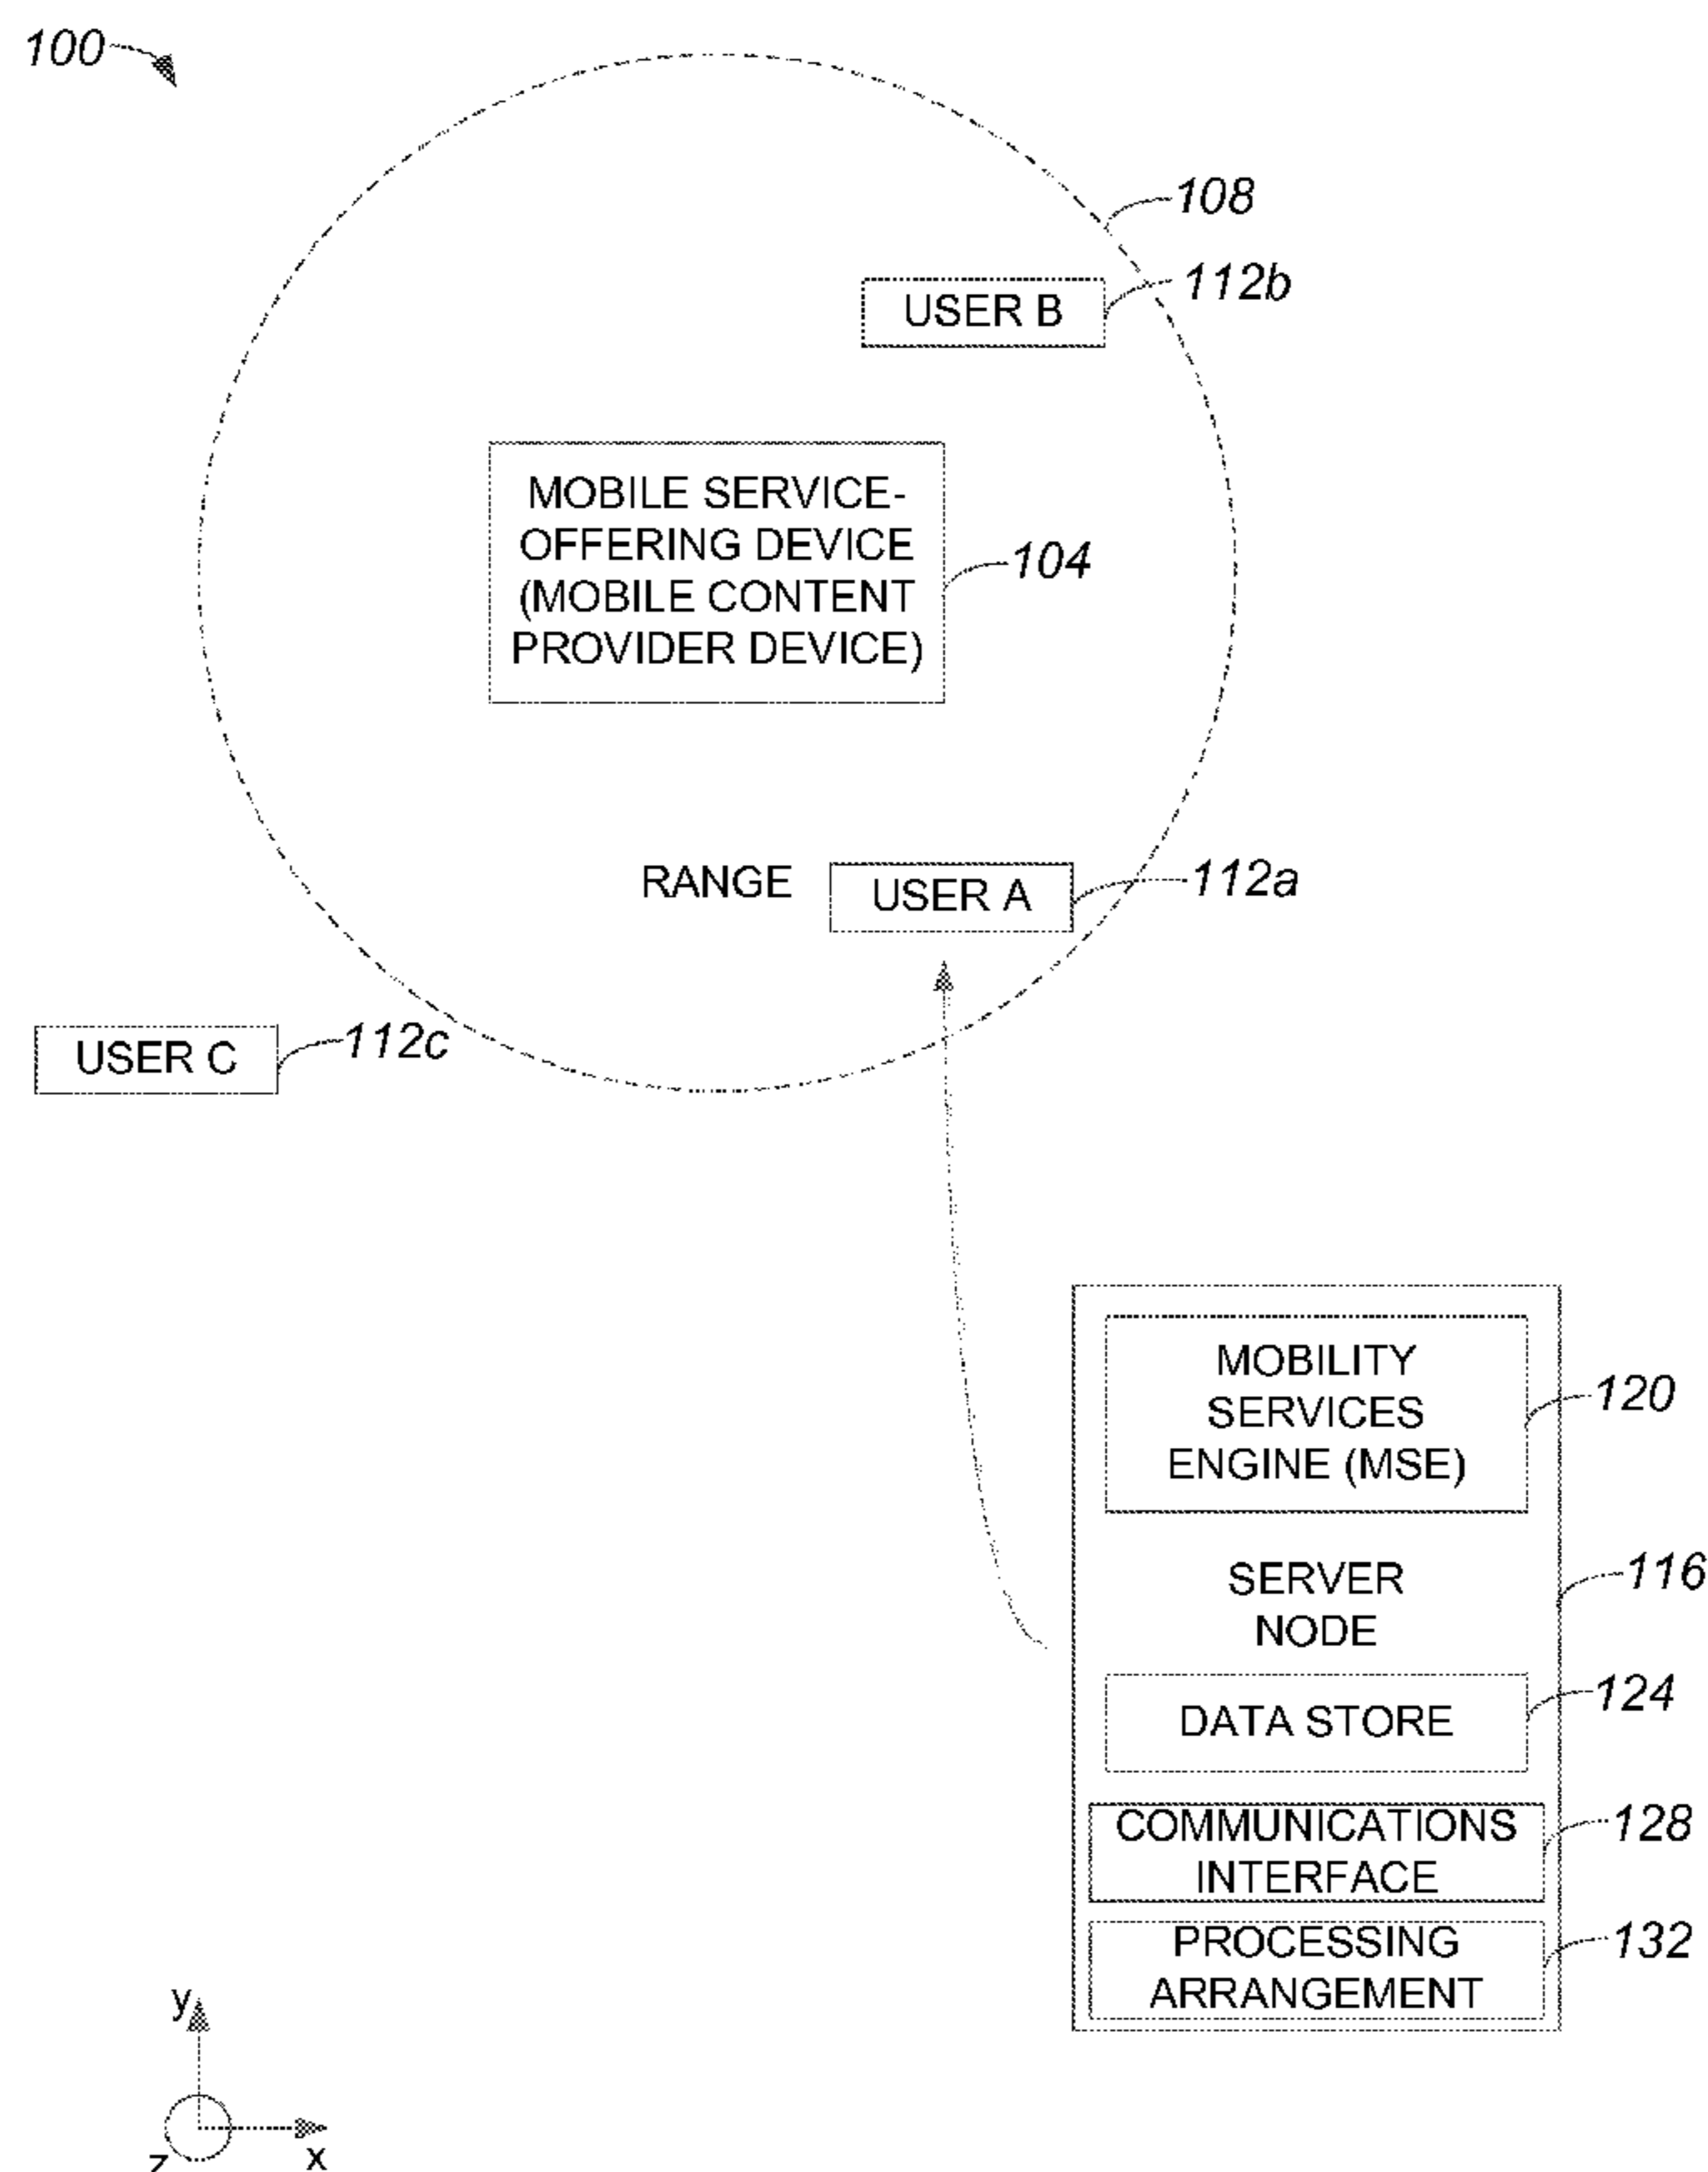 100
108
USER B
112b
MOBILE SERVICE-
OFFERING DEVICE
(MOBILE CONTENT
PROVIDER DEVICE)
104
RANGE
USER A
112a
USER C
112c
MOBILITY
SERVICES
ENGINE (MSE)
120
SERVER
NODE
116
DATA STORE
124
COMMUNICATIONS
INTERFACE
128
PROCESSING
ARRANGEMENT
132
y
x
z